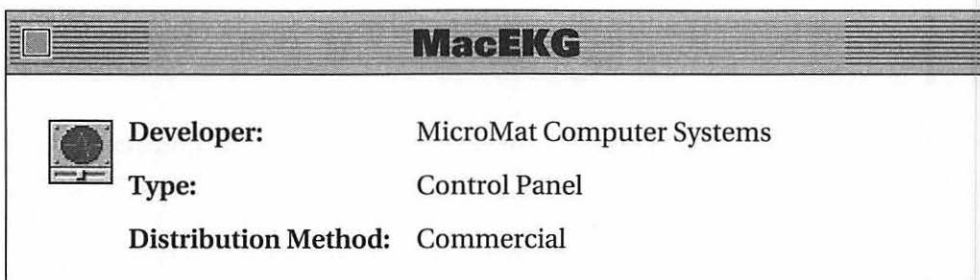 MacEKG
Developer: MicroMat Computer Systems
Type: Control Panel
Distribution Method: Commercial